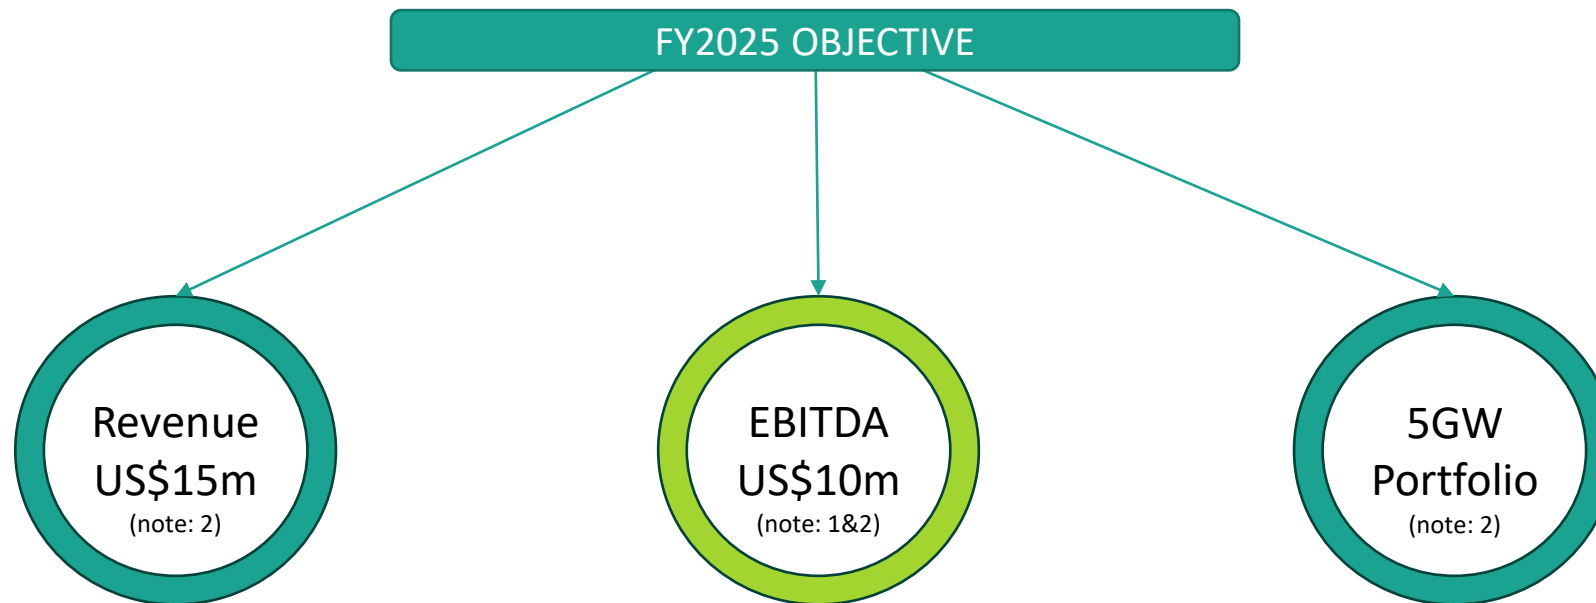 FY2025 OBJECTIVE
Revenue
US$15m
(note: 2)
EBITDA
US$10m
(note: 1&2)
5GW
Portfolio
(note: 2)